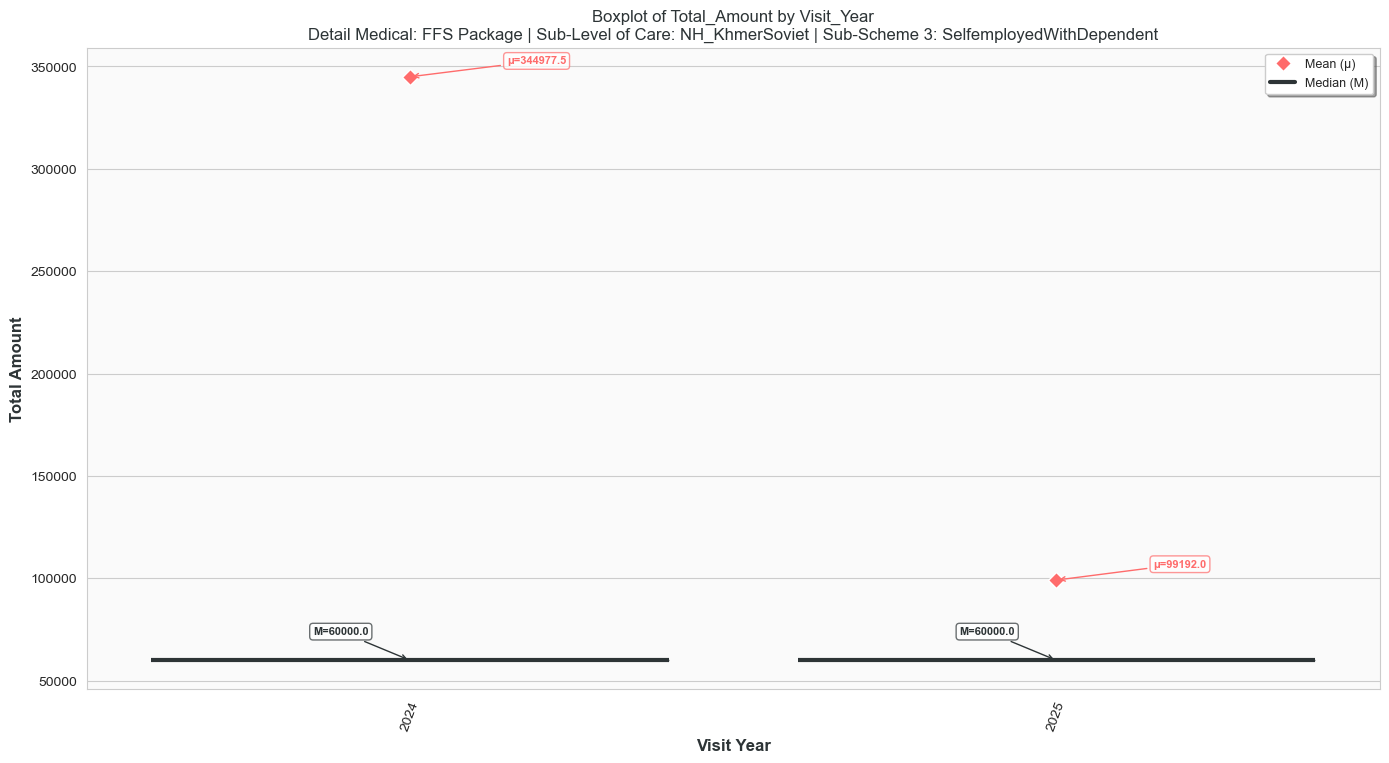 Boxplot of Total_Amount by Visit_Year
Detail Medical: FFS Package | Sub-Level of Care: NH_KhmerSoviet | Sub-Scheme 3: SelfemployedWithDependent
350000
300000
250000
200000
150000
100000
50000
Total Amount
μ=344977.5
Mean (μ)
Median (M)
μ=99192.0
M=60000.0
M=60000.0
2024
2025
Visit Year